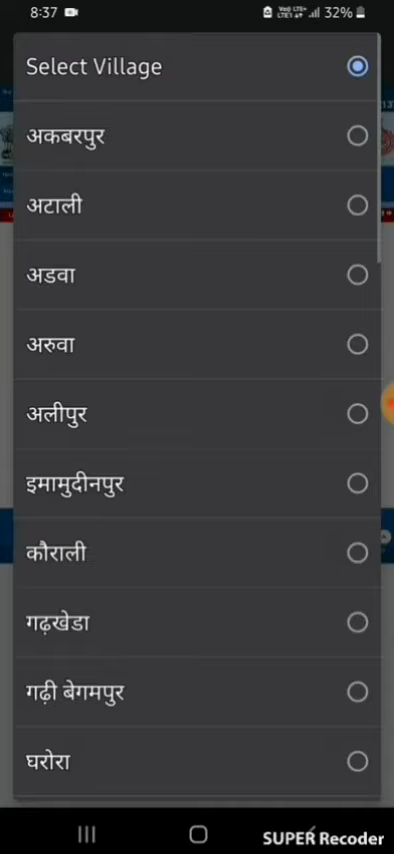 8:37
32%
Select Village
अकबरपुर
अटाली
अडवा
अरुवा
अलीपुर
इमामुदीनपुर
कौराली
गढ़खेडा
गढ़ी बेगमपुर
घरोरा
SUPER Recoder